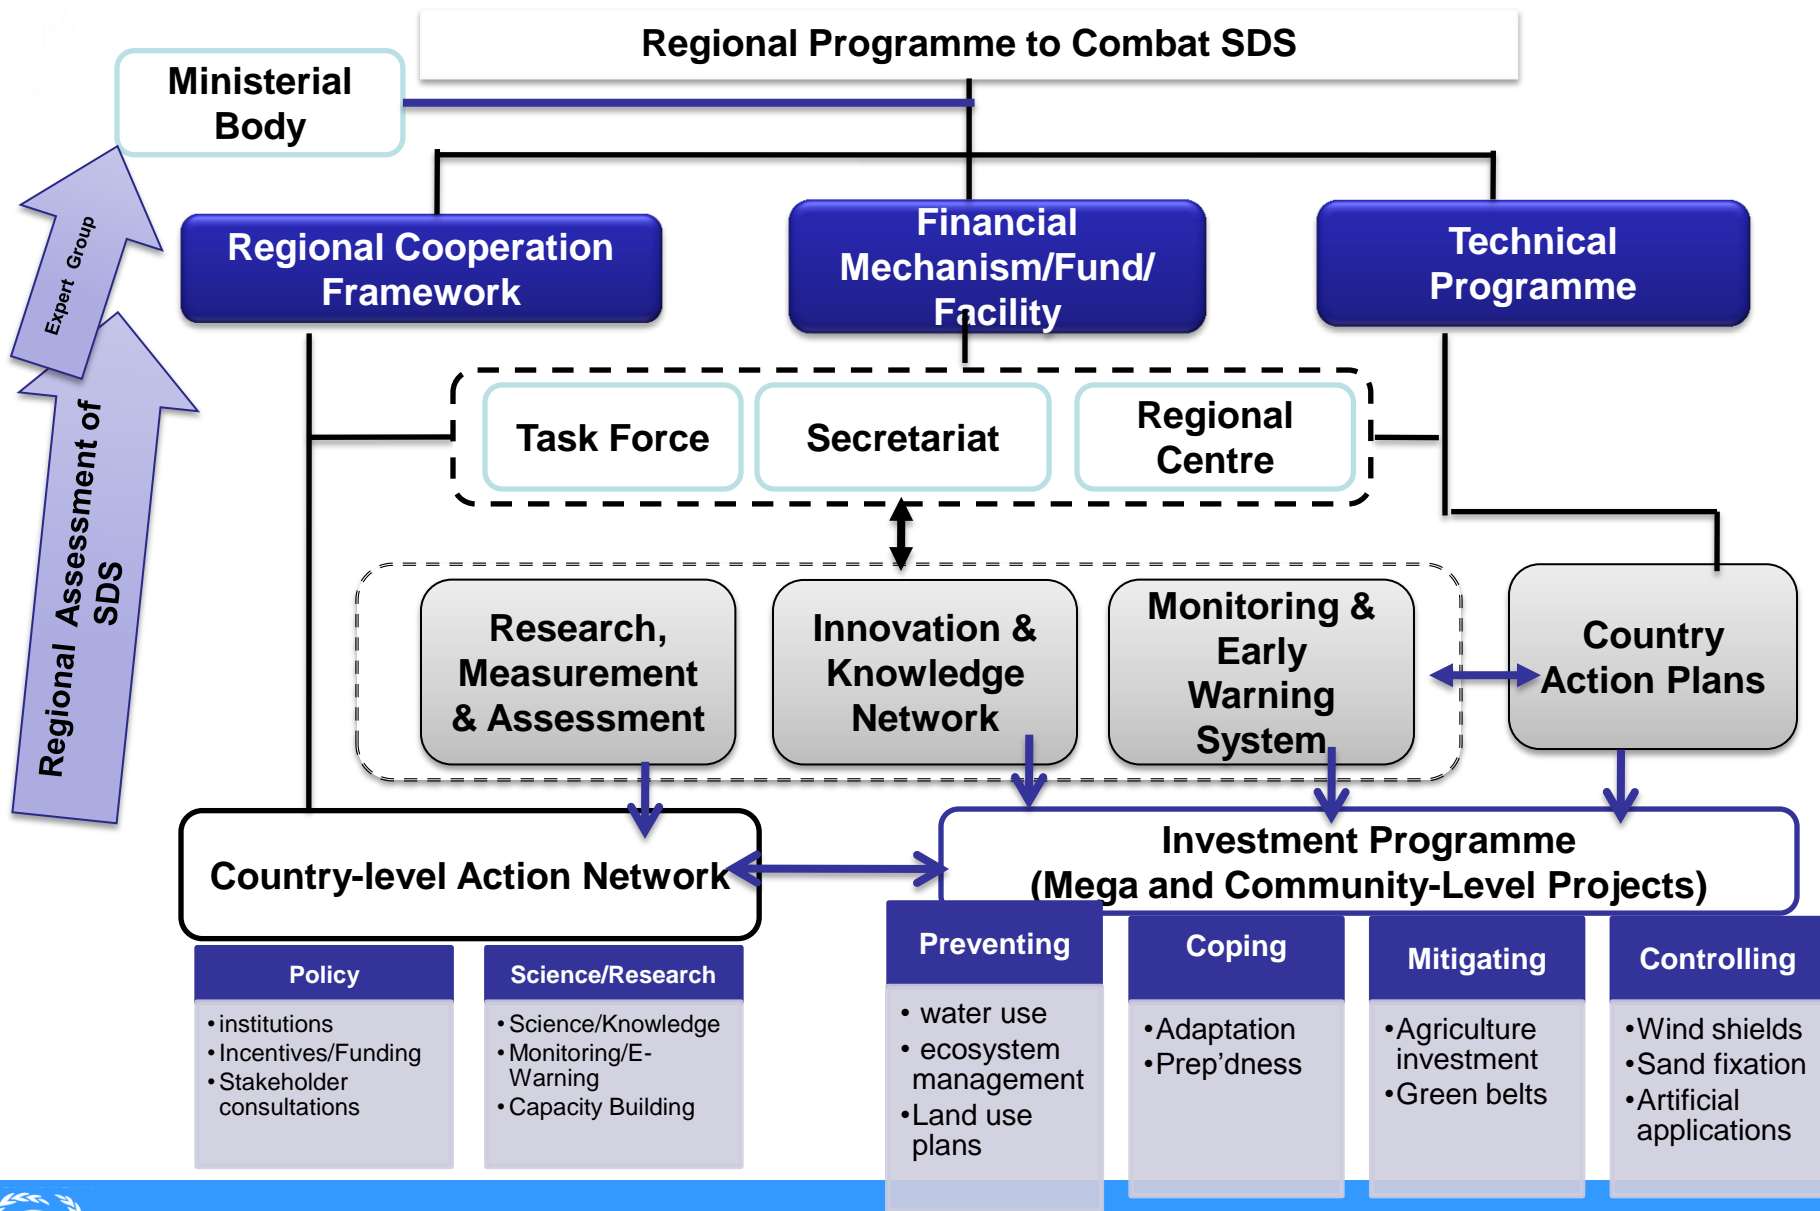 Regional Programme to Combat SDS
Ministerial
Body
Expert Group
Regional Assessment of
SDS
Regional Cooperation
Framework
Financial
Mechanism/Fund/
Facility
Technical
Programme
Task Force
Secretariat
Regional
Centre
Research,
Measurement
& Assessment
Innovation &
Knowledge
Network
Monitoring &
Early
Warning
System
Country
Action Plans
Country-level Action Network
Investment Programme
(Mega and Community-Level Projects)
Policy
• institutions
• Incentives/Funding
• Stakeholder
consultations
Science/Research
• Science/Knowledge
• Monitoring/E-
Warning
• Capacity Building
Preventing
• water use
• ecosystem
management
• Land use
plans
Coping
• Adaptation
• Prep’dness
Mitigating
• Agriculture
investment
• Green belts
Controlling
• Wind shields
• Sand fixation
• Artificial
applications